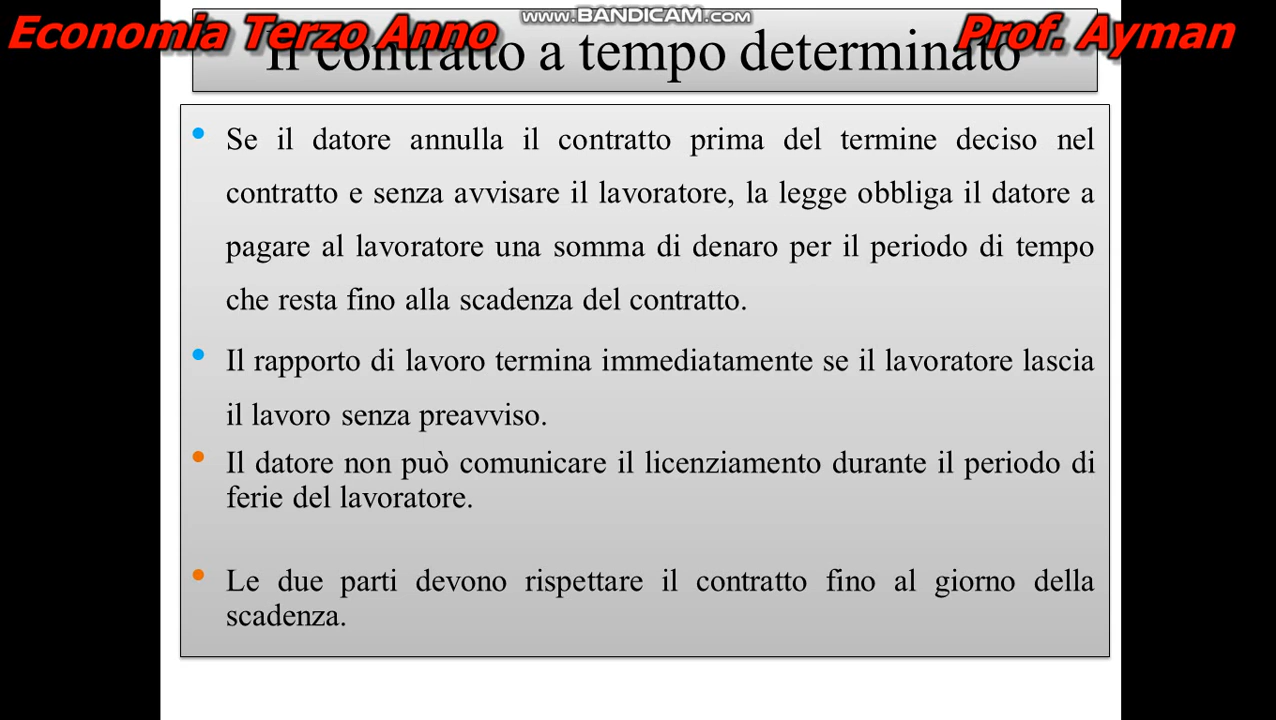 www.BANDICAM.com
Economia Terzo Anno
Prof. Ayman
Il contratto a tempo determinato
• Se il datore annulla il contratto prima del termine deciso nel
contratto e senza avvisare il lavoratore, la legge obbliga il datore a
pagare al lavoratore una somma di denaro per il periodo di tempo
che resta fino alla scadenza del contratto.
• Il rapporto di lavoro termina immediatamente se il lavoratore lascia
il lavoro senza preavviso.
• Il datore non può comunicare il licenziamento durante il periodo di
ferie del lavoratore.
• Le due parti devono rispettare il contratto fino al giorno della
scadenza.